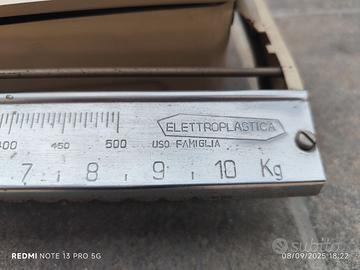 ELETTROPLASTICA
400 450 500 USO FAMIGLIA
7 8 9 10 Kg
REDMI NOTE 13 PRO 5G
08/09/2025 18:22
subito